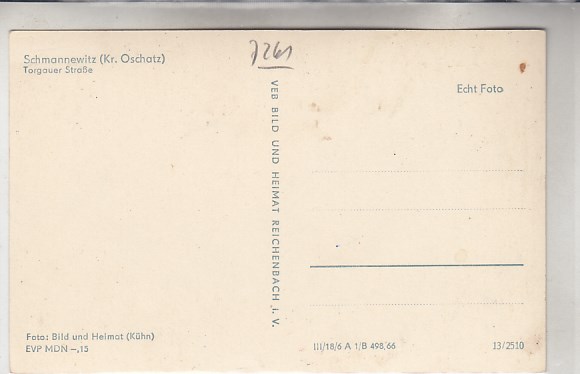 Schmannewitz (Kr. Oschatz)
Torgauer Straße
7261
Echt Foto
VEB BILD UND HEIMAT REICHENBACH i. V.
Foto: Bild und Heimat (Kühn)
EVP MDN –,15
III/18/6 A 1/B 498/66
13/2510